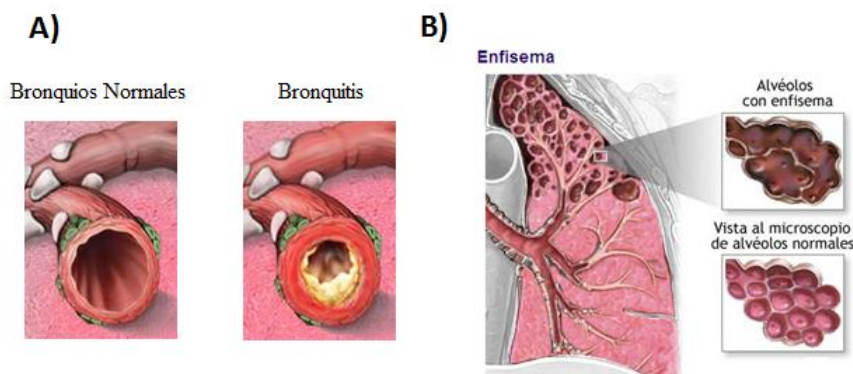 A)
Bronquios Normales
Bronquitis
B)
Enfisema
Alvéolos
con enfisema
Vista al microscopio
de alvéolos normales